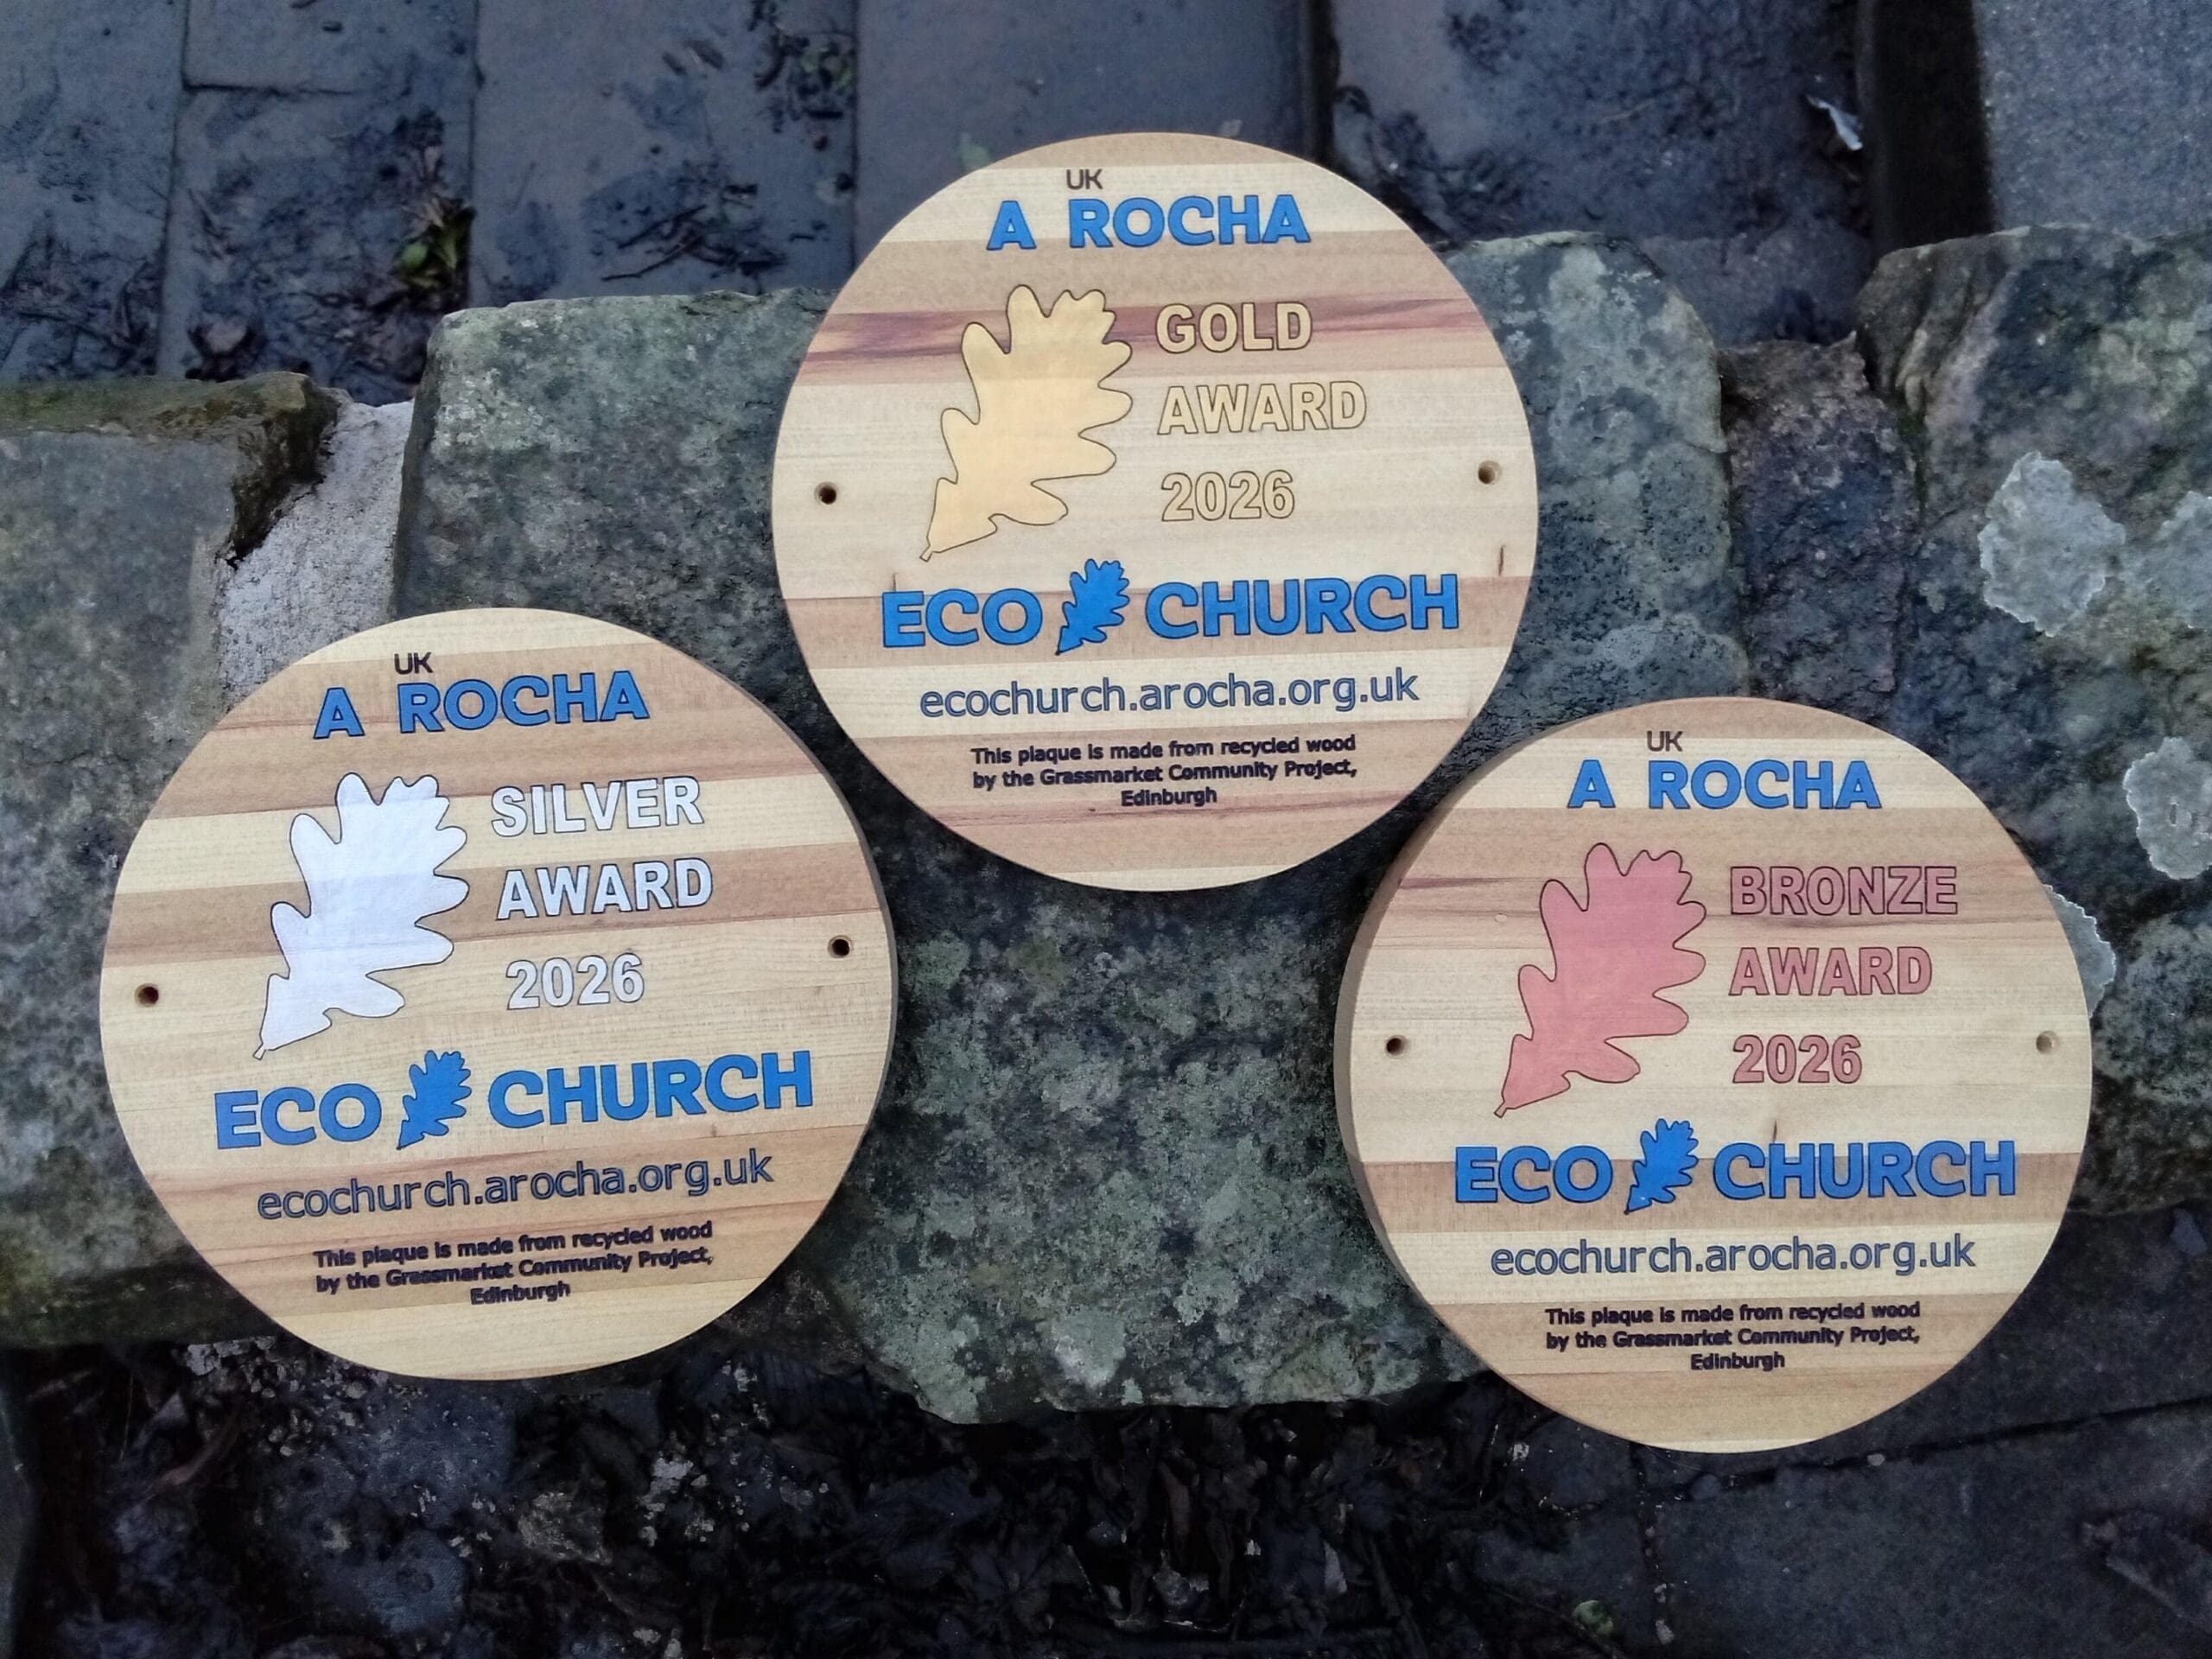 UK
A ROCHA
GOLD
AWARD
2026
ECO CHURCH
ecochurch.arocha.org.uk
This plaque is made from recycled wood
by the Grassmarket Community Project,
Edinburgh
UK
A ROCHA
SILVER
AWARD
2026
ECO CHURCH
ecochurch.arocha.org.uk
This plaque is made from recycled wood
by the Grassmarket Community Project,
Edinburgh
UK
A ROCHA
BRONZE
AWARD
2026
ECO CHURCH
ecochurch.arocha.org.uk
This plaque is made from recycled wood
by the Grassmarket Community Project,
Edinburgh